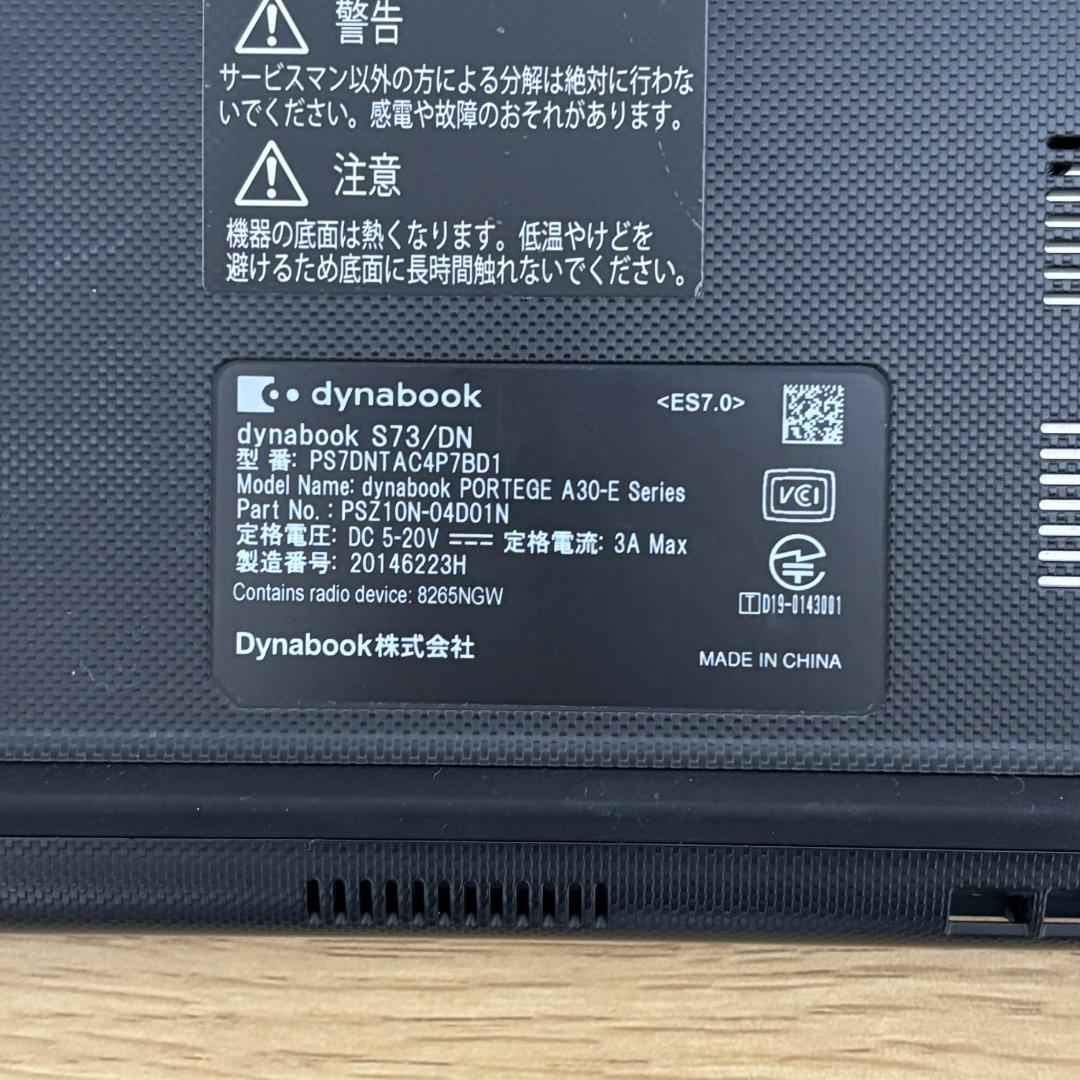 警告
サービスマン以外の方による分解は絶対に行わな
いでください。感電や故障のおそれがあります。
注意
機器の底面は熱くなります。低温やけどを
避けるため底面に長時間触れないでください。
dynabook
<ES7.0>
dynabook S73/DN
型 番: PS7DNTAC4P7BD1
Model Name: dynabook PORTEGE A30-E Series
Part No. : PSZ10N-04D01N
定格電圧: DC 5-20V ⎓ 定格電流: 3A Max
製造番号: 20146223H
Contains radio device: 8265NGW
VCI
T D19-0143001
Dynabook株式会社
MADE IN CHINA